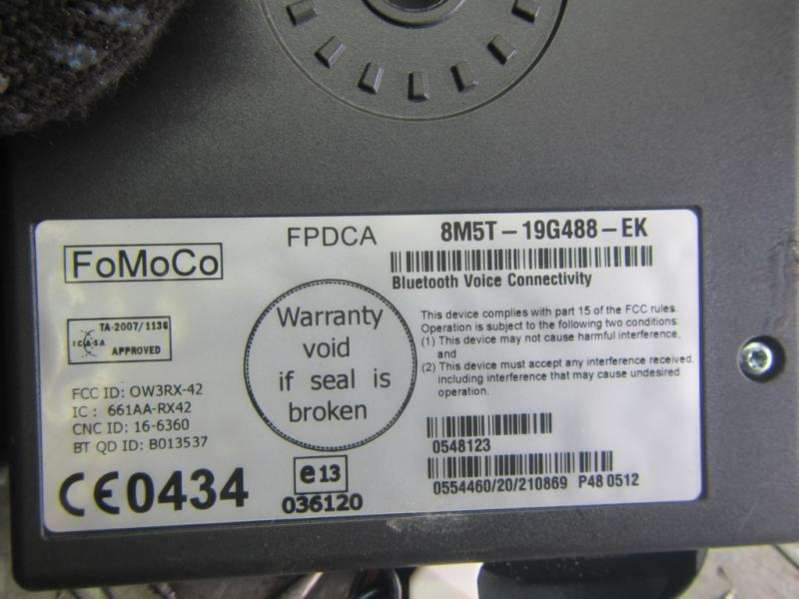 FoMoCo
FPDCA
8M5T-19G488-EK
Bluetooth Voice Connectivity
TA-2007/1136
ICASA
APPROVED
Warranty
void
if seal is
broken
This device complies with part 15 of the FCC rules.
Operation is subject to the following two conditions:
(1) This device may not cause harmful interference,
and
(2) This device must accept any interference received,
including interference that may cause undesired
operation.
FCC ID: OW3RX-42
IC : 661AA-RX42
CNC ID: 16-6360
BT QD ID: B013537
CE0434
e13
036120
0548123
0554460/20/210869 P48 0512